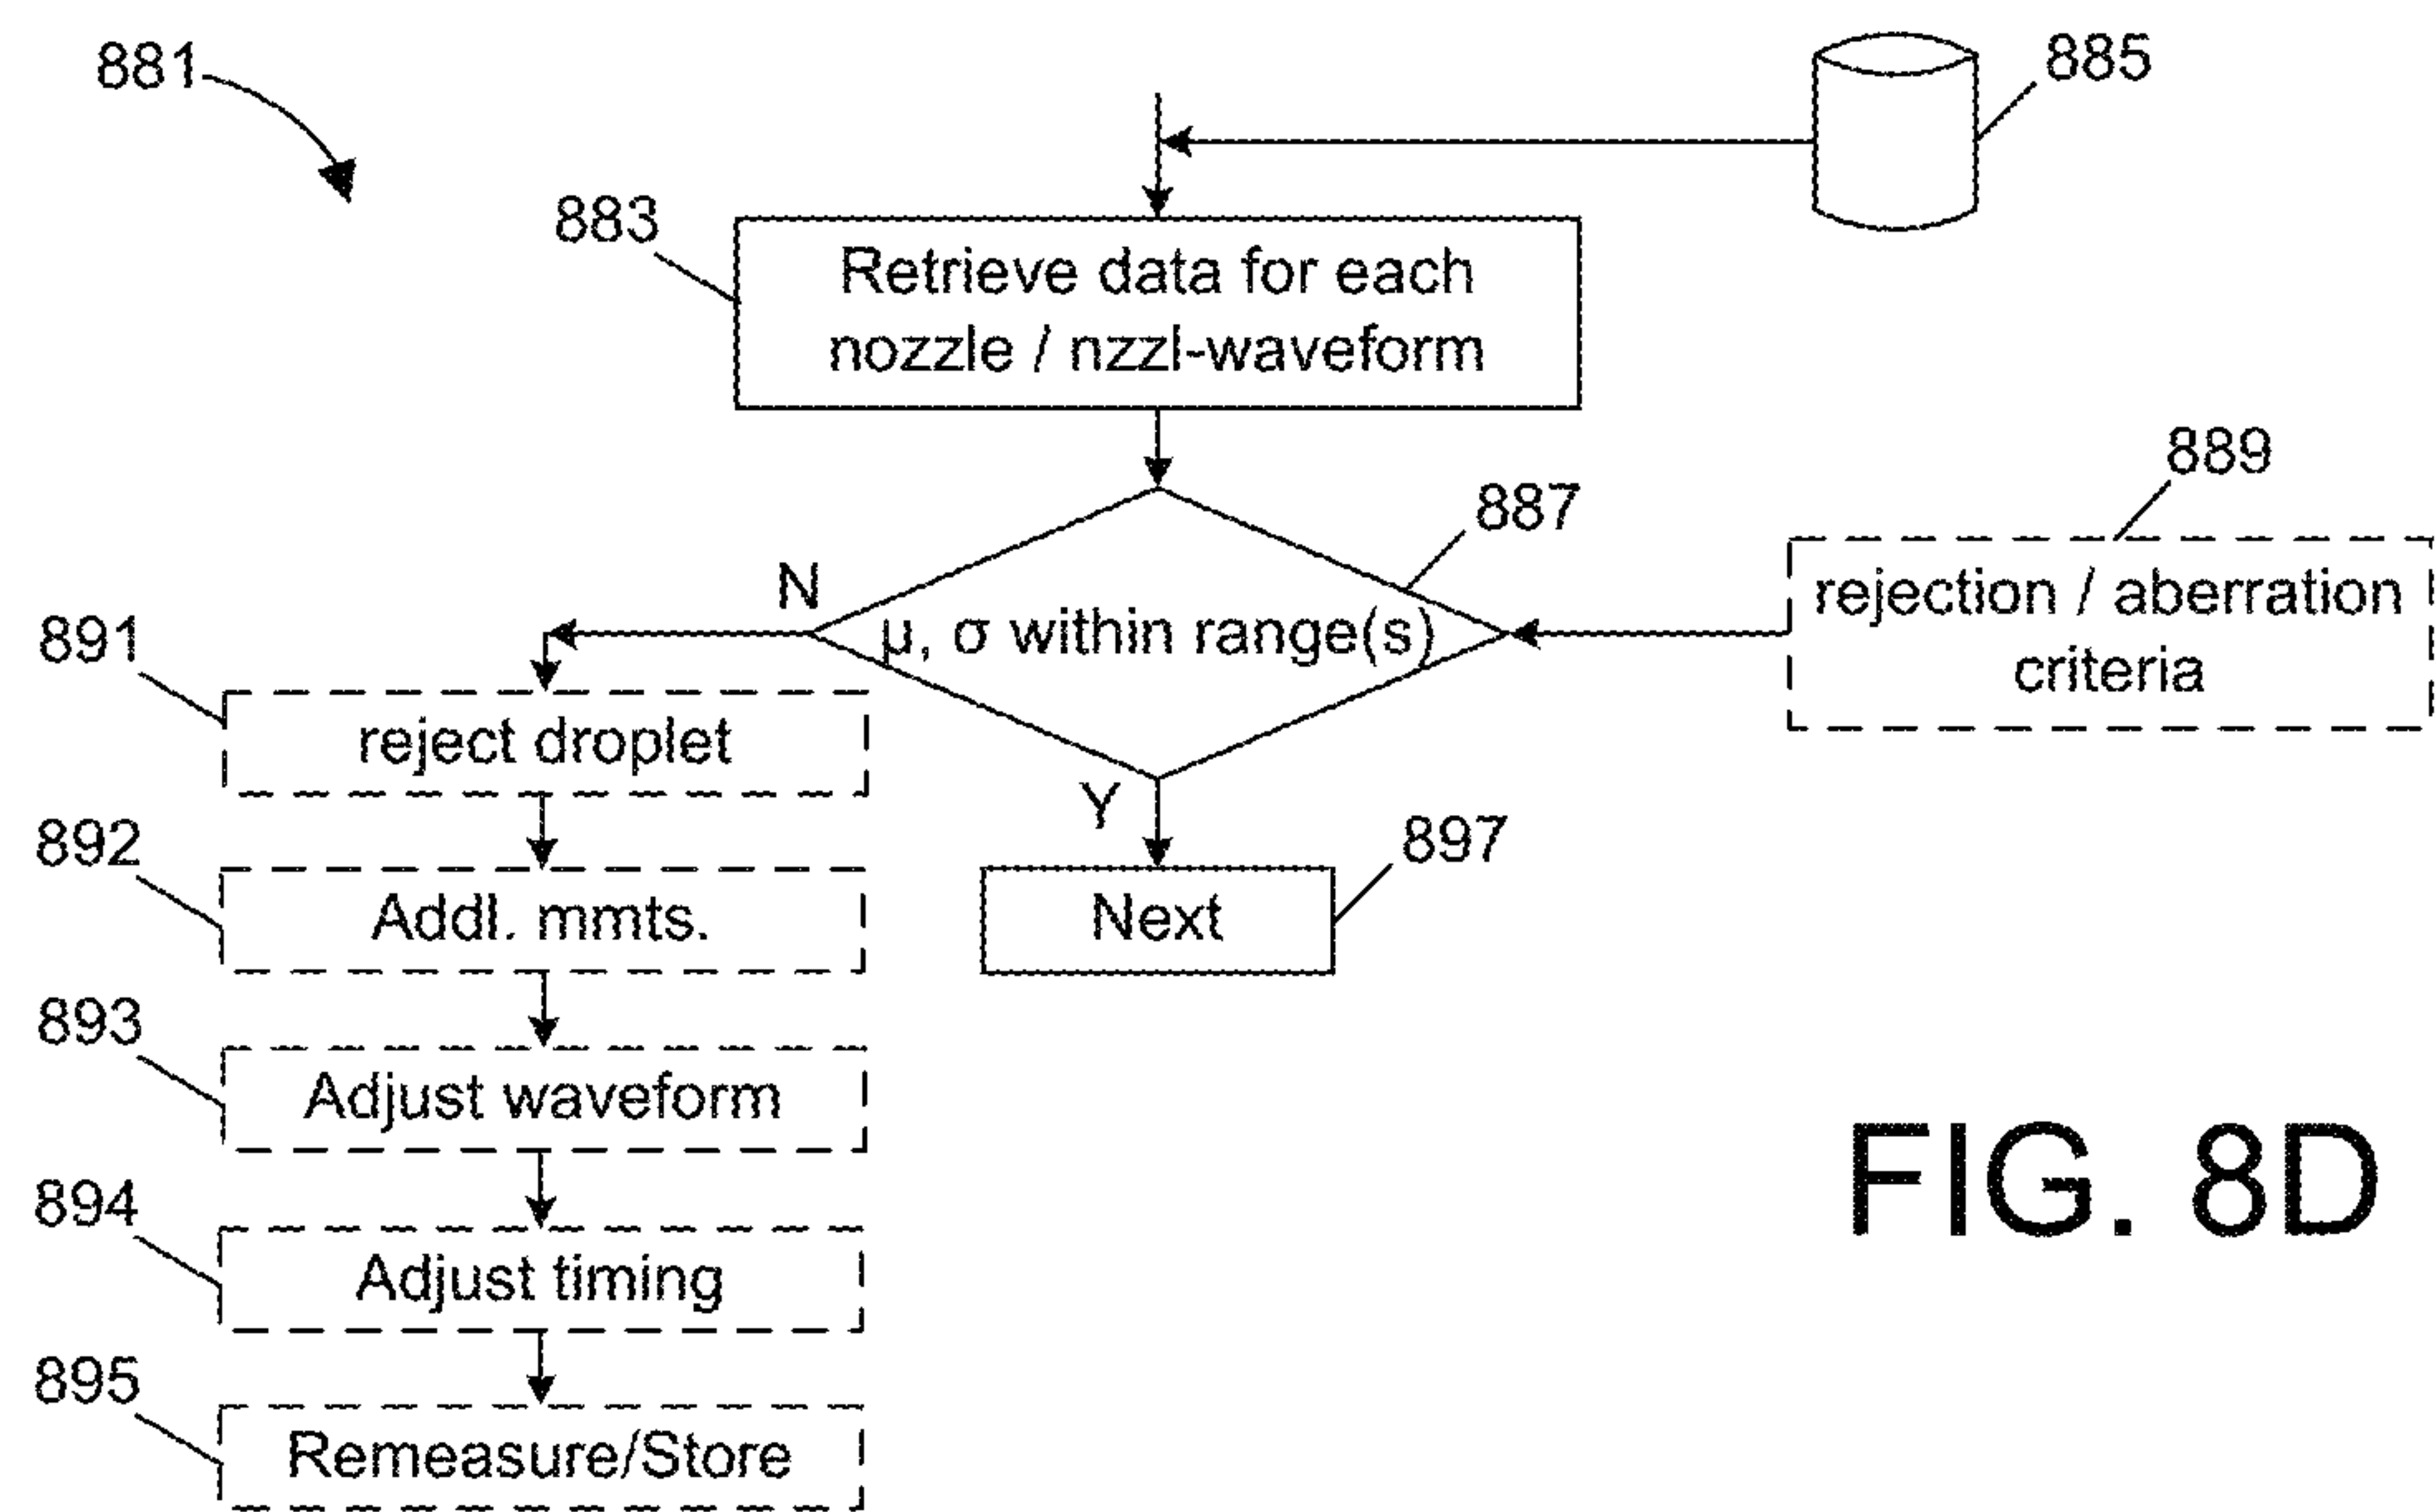 881
885
883
Retrieve data for each
nozzle / nzzl-waveform
889
887
rejection / aberration
criteria
N
µ, σ within range(s)
891
reject droplet
Y
892
Addl. mmts.
897
Next
893
Adjust waveform
894
Adjust timing
895
Remeasure/Store
FIG. 8D